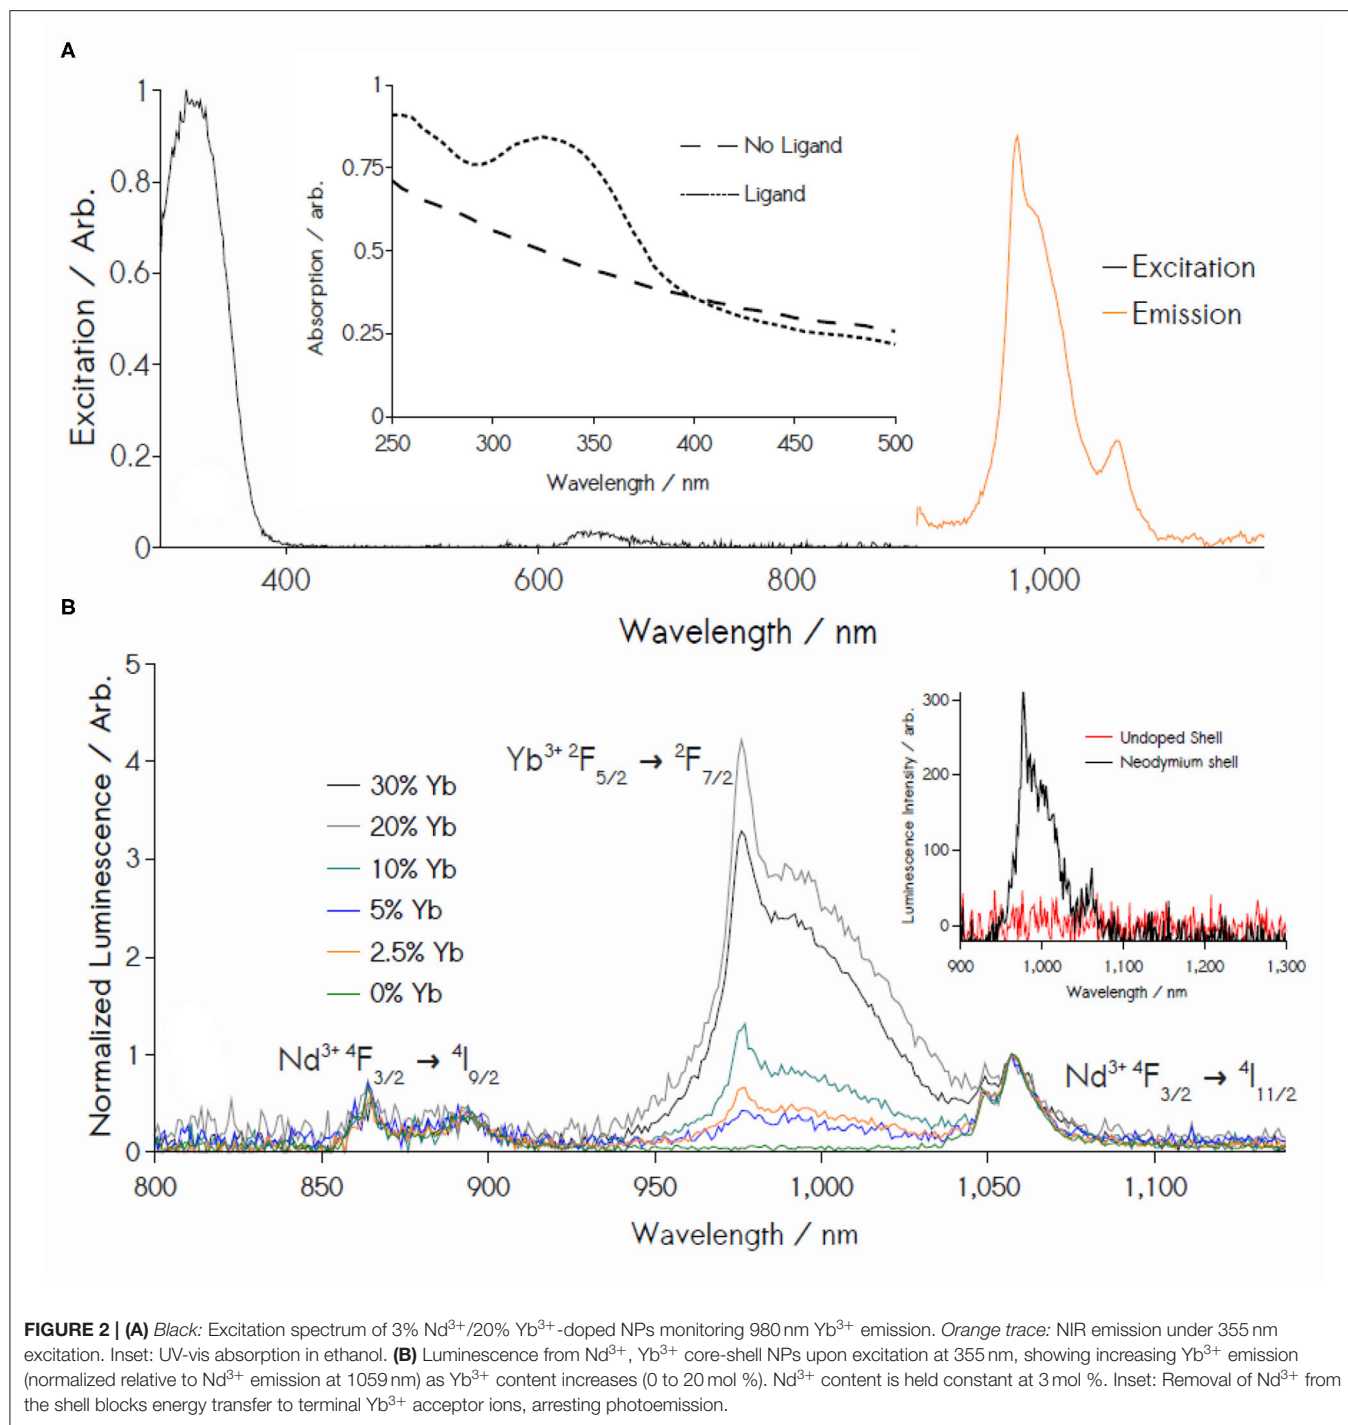 A
1
0.8
0.6
0.4
0.2
0
Excitation / Arb.
400
600
800
1,000
Wavelength / nm
1
0.75
0.5
0.25
0
Absorption / arb.
250
300
350
400
450
500
Wavelength / nm
No Ligand
Ligand
Excitation
Emission
B
5
4
3
2
1
0
Normalized Luminescence / Arb.
800
850
900
950
1,000
1,050
1,100
Wavelength / nm
30% Yb
20% Yb
10% Yb
5% Yb
2.5% Yb
0% Yb
Yb³⁺ ²F5/2 → ²F7/2
Nd³⁺ ⁴F3/2 → ⁴I9/2
Nd³⁺ ⁴F3/2 → ⁴I11/2
300
200
100
0
Luminescence Intensity / arb.
900
1,000
1,100
1,200
1,300
Wavelength / nm
Undoped Shell
Neodymium shell
FIGURE 2 | (A) Black: Excitation spectrum of 3% Nd³⁺/20% Yb³⁺-doped NPs monitoring 980 nm Yb³⁺ emission. Orange trace: NIR emission under 355 nm
excitation. Inset: UV-vis absorption in ethanol. (B) Luminescence from Nd³⁺, Yb³⁺ core-shell NPs upon excitation at 355 nm, showing increasing Yb³⁺ emission
(normalized relative to Nd³⁺ emission at 1059 nm) as Yb³⁺ content increases (0 to 20 mol %). Nd³⁺ content is held constant at 3 mol %. Inset: Removal of Nd³⁺ from
the shell blocks energy transfer to terminal Yb³⁺ acceptor ions, arresting photoemission.